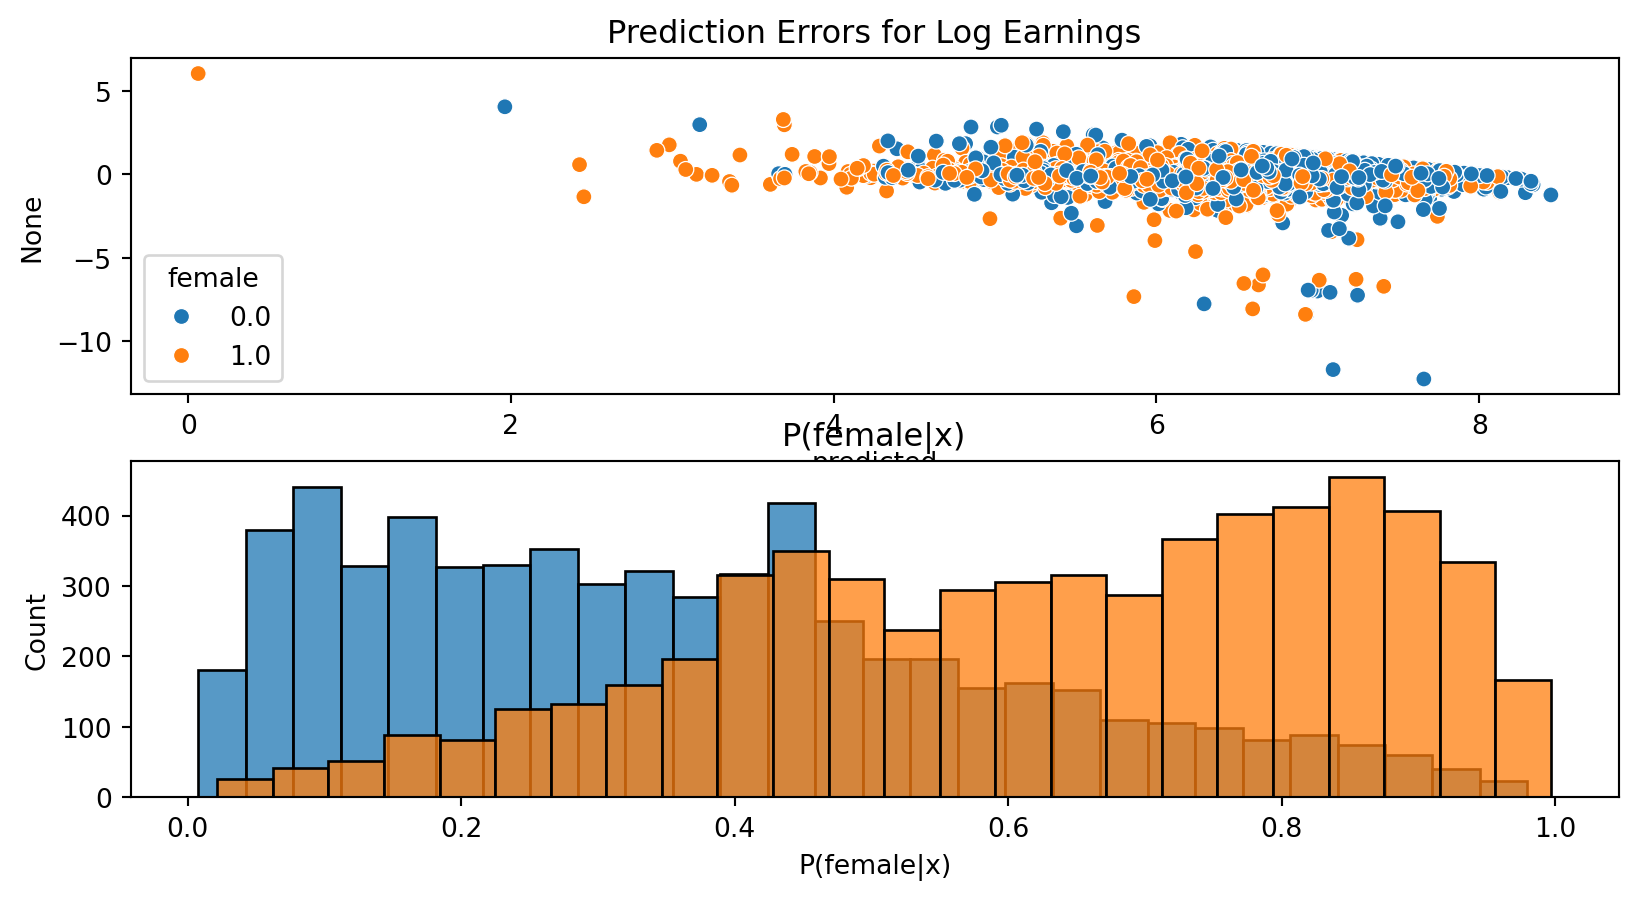 Prediction Errors for Log Earnings
5
0
−5
−10
None
female
0.0
1.0
0 2 4 6 8
predicted
P(female|x)
400
300
200
100
0
Count
0.0 0.2 0.4 0.6 0.8 1.0
P(female|x)